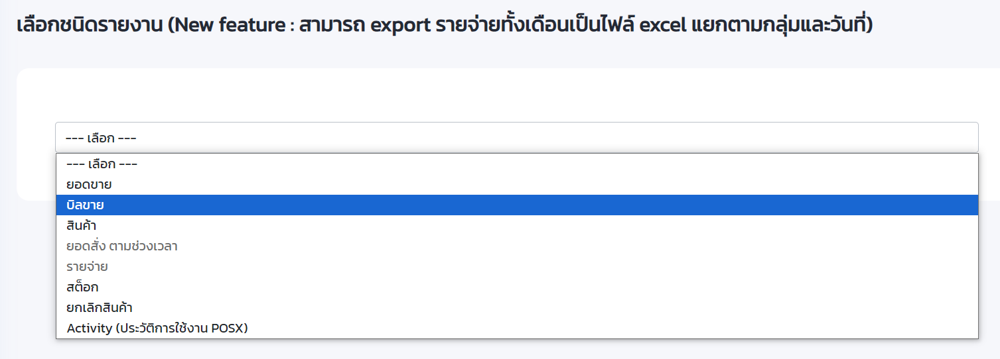 เลือกชนิดรายงาน (New feature : สามารถ export รายจ่ายทั้งเดือนเป็นไฟล์ excel แยกตามกลุ่มและวันที่)
--- เลือก ---
--- เลือก ---
ยอดขาย
บิลขาย
สินค้า
ยอดสั่ง ตามช่วงเวลา
รายจ่าย
สต็อก
ยกเลิกสินค้า
Activity (ประวัติการใช้งาน POSX)